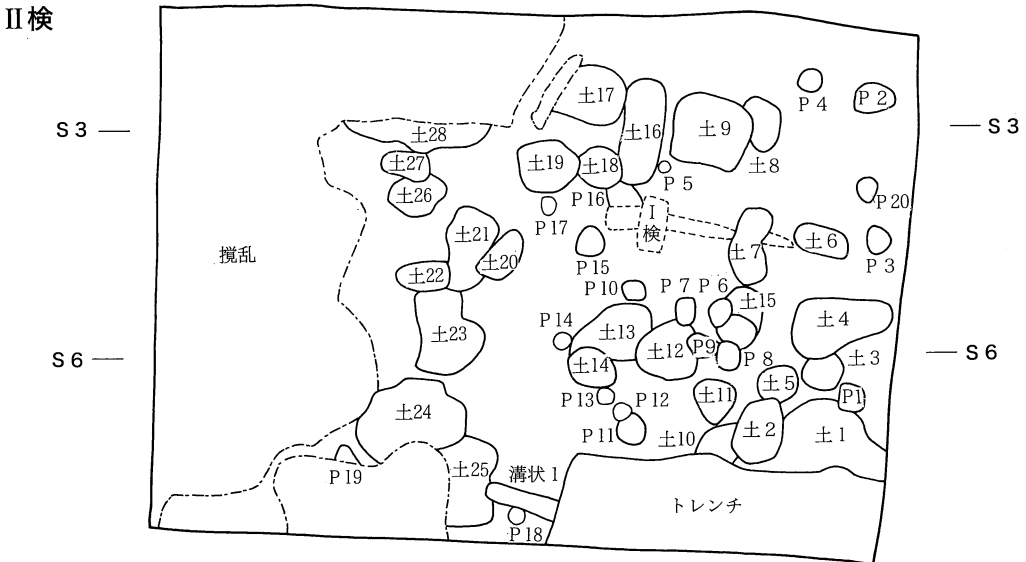 Ⅱ検
S3
S3
S6
S6
撹乱
土17
土16
土9
土8
P4
P2
土28
土27
土26
土19
土18
P5
P16
P17
P15
Ⅰ検
P20
土6
P3
土7
土21
土20
土22
土23
P10
P7
P6
土15
土4
P14
土13
土12
P9
P8
土3
土14
土5
P1
P13
P12
土11
P11
土10
土2
土1
土24
P19
土25
溝状1
P18
トレンチ